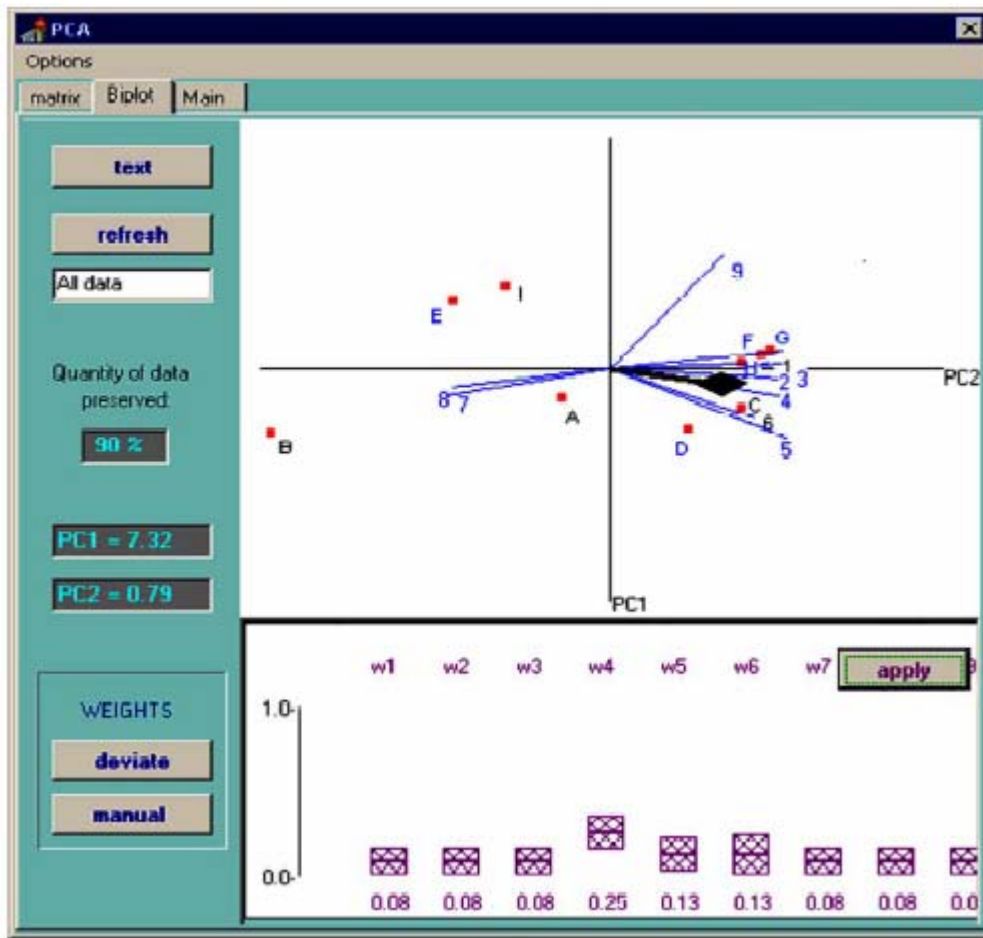 PCA
Options
matrix Biplot Main
text
refresh
All data
Quantity of data
preserved:
90 %
PC1 = 7.32
PC2 = 0.79
WEIGHTS
deviate
manual
9
I
E
F G
H 1
PC2
2 3
8 7
4
A
C
6
B
D
5
PC1
w1 w2 w3 w4 w5 w6 w7
apply
1.0-
0.0-
0.08 0.08 0.08 0.25 0.13 0.13 0.08 0.08 0.0